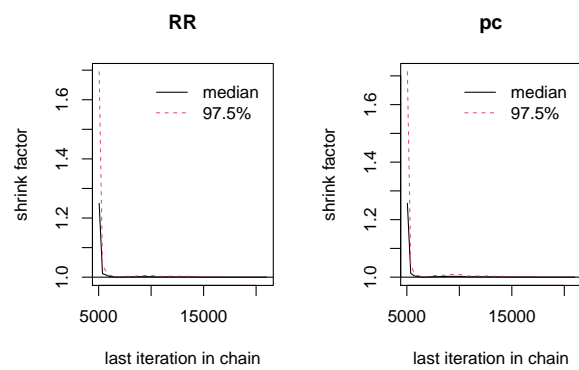 RR
median
97.5%
shrink factor
1.0 1.2 1.4 1.6
5000 15000
last iteration in chain
pc
median
97.5%
shrink factor
1.0 1.2 1.4 1.6
5000 15000
last iteration in chain